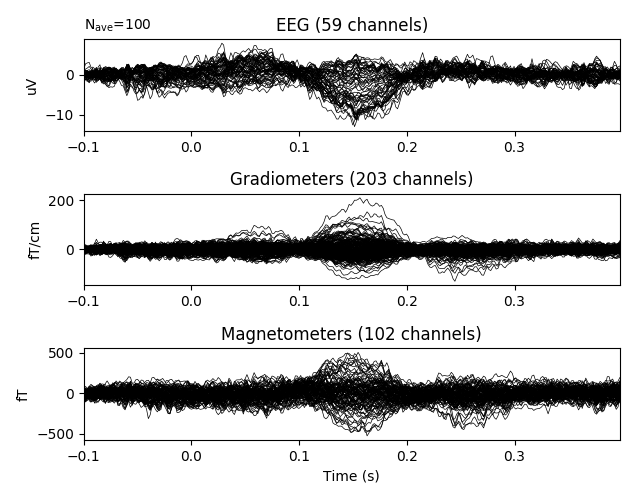 N_ave=100
EEG (59 channels)
uV
0
−10
−0.1 0.0 0.1 0.2 0.3
Gradiometers (203 channels)
fT/cm
200
0
−0.1 0.0 0.1 0.2 0.3
Magnetometers (102 channels)
fT
500
0
−500
−0.1 0.0 0.1 0.2 0.3
Time (s)